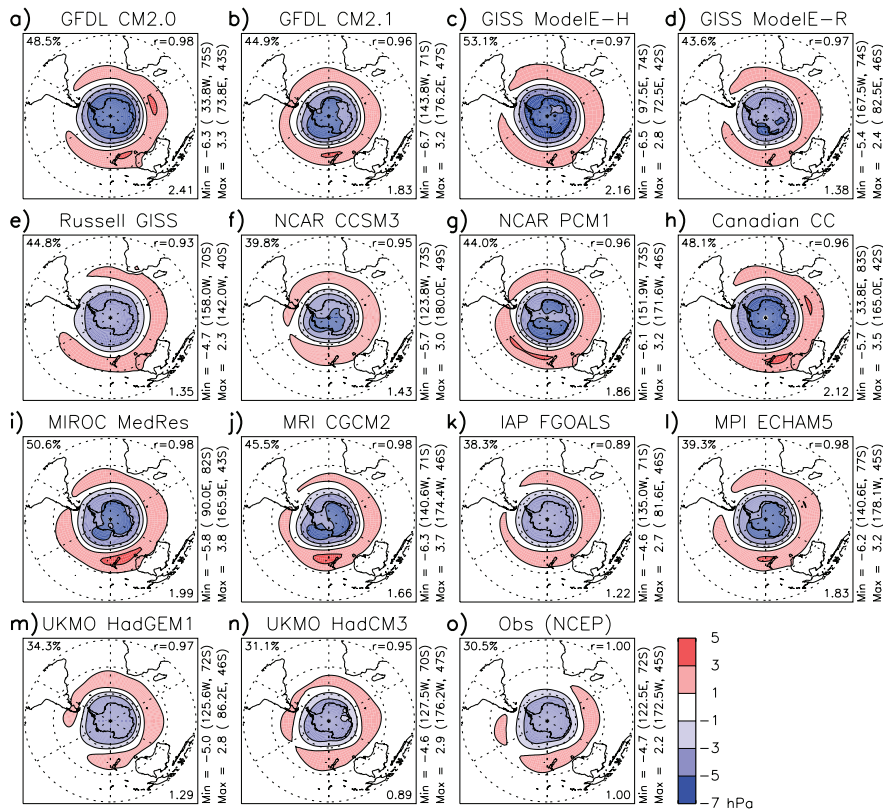 a) GFDL CM2.0
48.5% r=0.98
Min = -6.3 (33.8W, 75S)
Max = 3.3 ( 73.8E, 43S)
2.41
b) GFDL CM2.1
44.9% r=0.96
Min = -6.7 (143.8W, 71S)
Max = 3.2 (176.2E, 47S)
1.83
c) GISS ModelE-H
53.1% r=0.97
Min = -6.5 ( 97.5E, 74S)
Max = 2.8 ( 72.5E, 42S)
2.16
d) GISS ModelE-R
43.6% r=0.97
Min = -5.4 (167.5W, 74S)
Max = 2.4 ( 82.5E, 46S)
1.38
e) Russell GISS
44.8% r=0.93
Min = -4.7 (158.0W, 70S)
Max = 2.3 (142.0W, 40S)
1.35
f) NCAR CCSM3
39.8% r=0.95
Min = -5.7 (123.8W, 73S)
Max = 3.0 (180.0E, 49S)
1.43
g) NCAR PCM1
44.0% r=0.96
Min = -6.1 (151.9W, 73S)
Max = 3.2 (171.6W, 46S)
1.86
h) Canadian CC
48.1% r=0.96
Min = -5.7 ( 33.8E, 83S)
Max = 3.5 (165.0E, 42S)
2.12
i) MIROC MedRes
50.6% r=0.98
Min = -5.8 ( 90.0E, 82S)
Max = 3.8 (165.9E, 43S)
1.99
j) MRI CGCM2
45.5% r=0.98
Min = -6.3 (140.6W, 71S)
Max = 3.7 (174.4W, 46S)
1.66
k) IAP FGOALS
38.3% r=0.89
Min = -4.6 (135.0W, 71S)
Max = 2.7 ( 81.6E, 46S)
1.22
l) MPI ECHAM5
39.3% r=0.98
Min = -6.2 (140.6E, 77S)
Max = 3.2 (178.1W, 45S)
1.83
m) UKMO HadGEM1
34.3% r=0.97
Min = -5.0 (125.6W, 72S)
Max = 2.8 ( 86.2E, 46S)
1.29
n) UKMO HadCM3
31.1% r=0.95
Min = -4.6 (127.5W, 70S)
Max = 2.9 (176.2W, 47S)
0.89
o) Obs (NCEP)
30.5% r=1.00
Min = -4.7 (122.5E, 72S)
Max = 2.2 (172.5W, 45S)
1.00
5
3
1
-1
-3
-5
-7 hPa